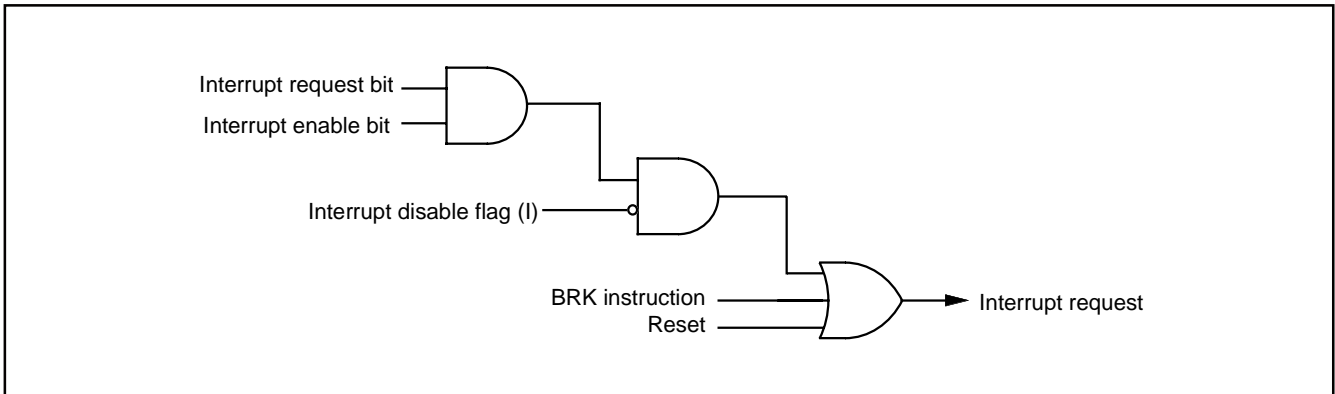 Interrupt request bit
Interrupt enable bit
Interrupt disable flag (I)
BRK instruction
Reset
Interrupt request